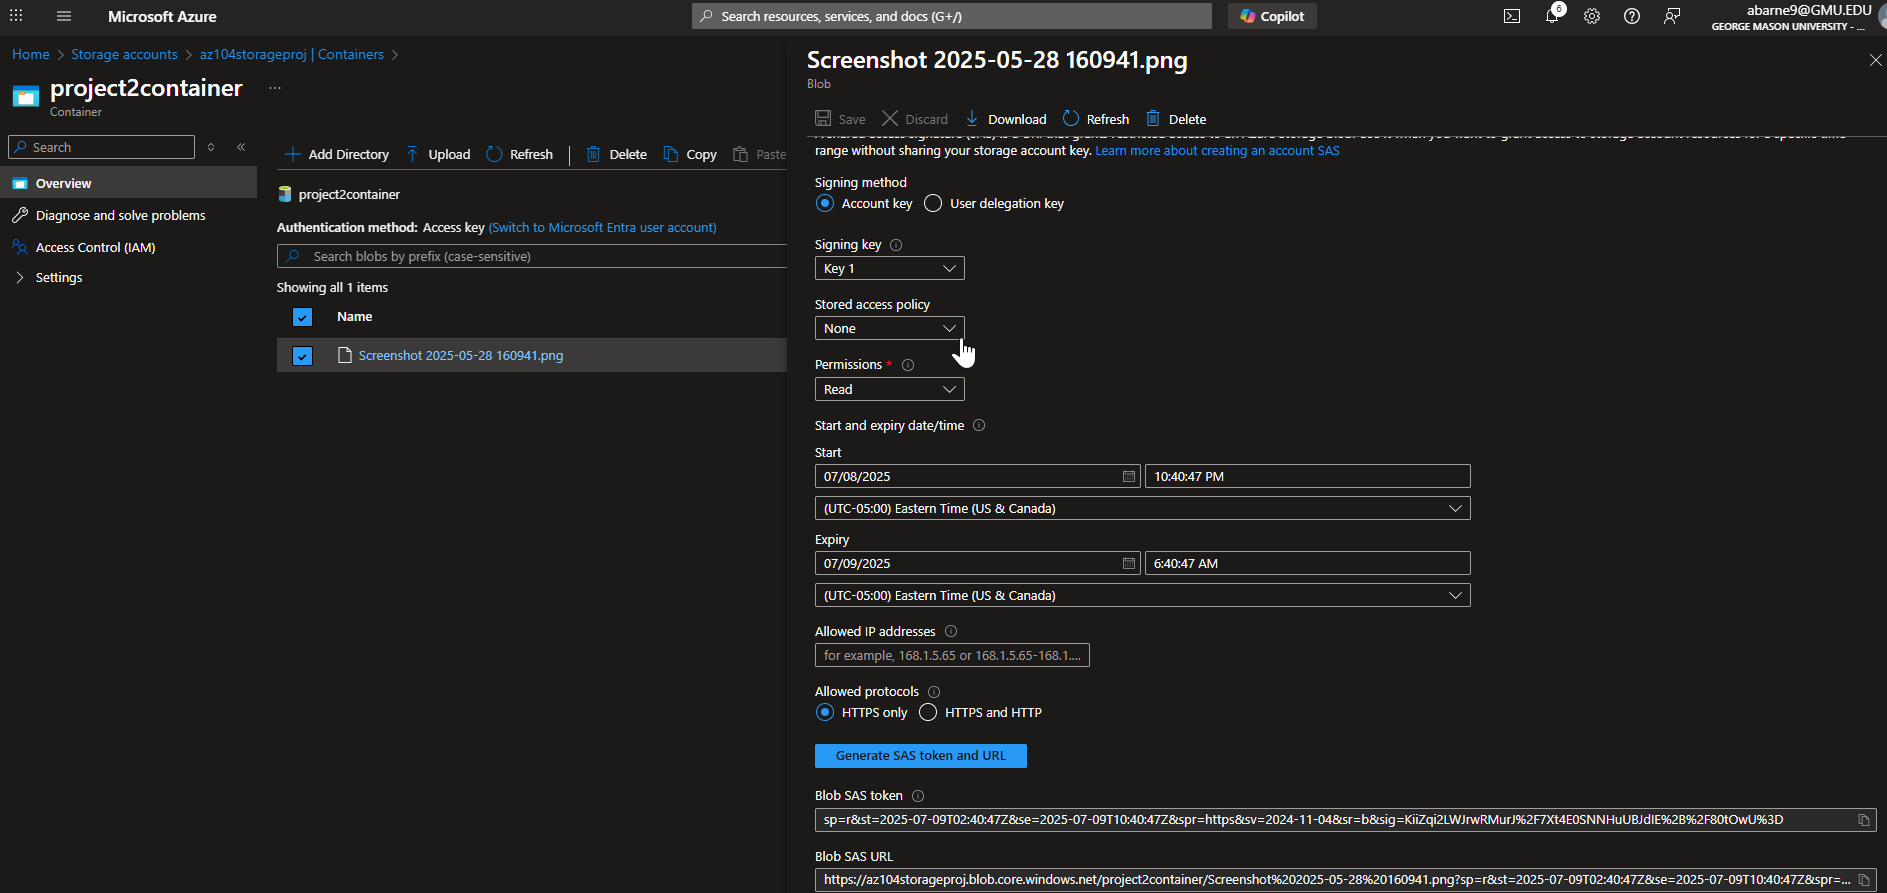 Microsoft Azure
Search resources, services, and docs (G+/)
Copilot
6
abarne9@GMU.EDU
GEORGE MASON UNIVERSITY - ...
Home > Storage accounts > az104storageproj | Containers >
project2container
...
Container
Search
Overview
Diagnose and solve problems
Access Control (IAM)
Settings
Add Directory
Upload
Refresh
Delete
Copy
Paste
project2container
Authentication method: Access key (Switch to Microsoft Entra user account)
Search blobs by prefix (case-sensitive)
Showing all 1 items
Name
Screenshot 2025-05-28 160941.png
Screenshot 2025-05-28 160941.png
Blob
Save
Discard
Download
Refresh
Delete
range without sharing your storage account key. Learn more about creating an account SAS
Signing method
Account key
User delegation key
Signing key
Key 1
Stored access policy
None
Permissions *
Read
Start and expiry date/time
Start
07/08/2025
10:40:47 PM
(UTC-05:00) Eastern Time (US & Canada)
Expiry
07/09/2025
6:40:47 AM
(UTC-05:00) Eastern Time (US & Canada)
Allowed IP addresses
for example, 168.1.5.65 or 168.1.5.65-168.1....
Allowed protocols
HTTPS only
HTTPS and HTTP
Generate SAS token and URL
Blob SAS token
sp=r&st=2025-07-09T02:40:47Z&se=2025-07-09T10:40:47Z&spr=https&sv=2024-11-04&sr=b&sig=KiiZqi2LWJrwRMurJ%2F7Xt4E0SNNHuUBJdIE%2B%2F80tOwU%3D
Blob SAS URL
https://az104storageproj.blob.core.windows.net/project2container/Screenshot%202025-05-28%20160941.png?sp=r&st=2025-07-09T02:40:47Z&se=2025-07-09T10:40:47Z&spr=...